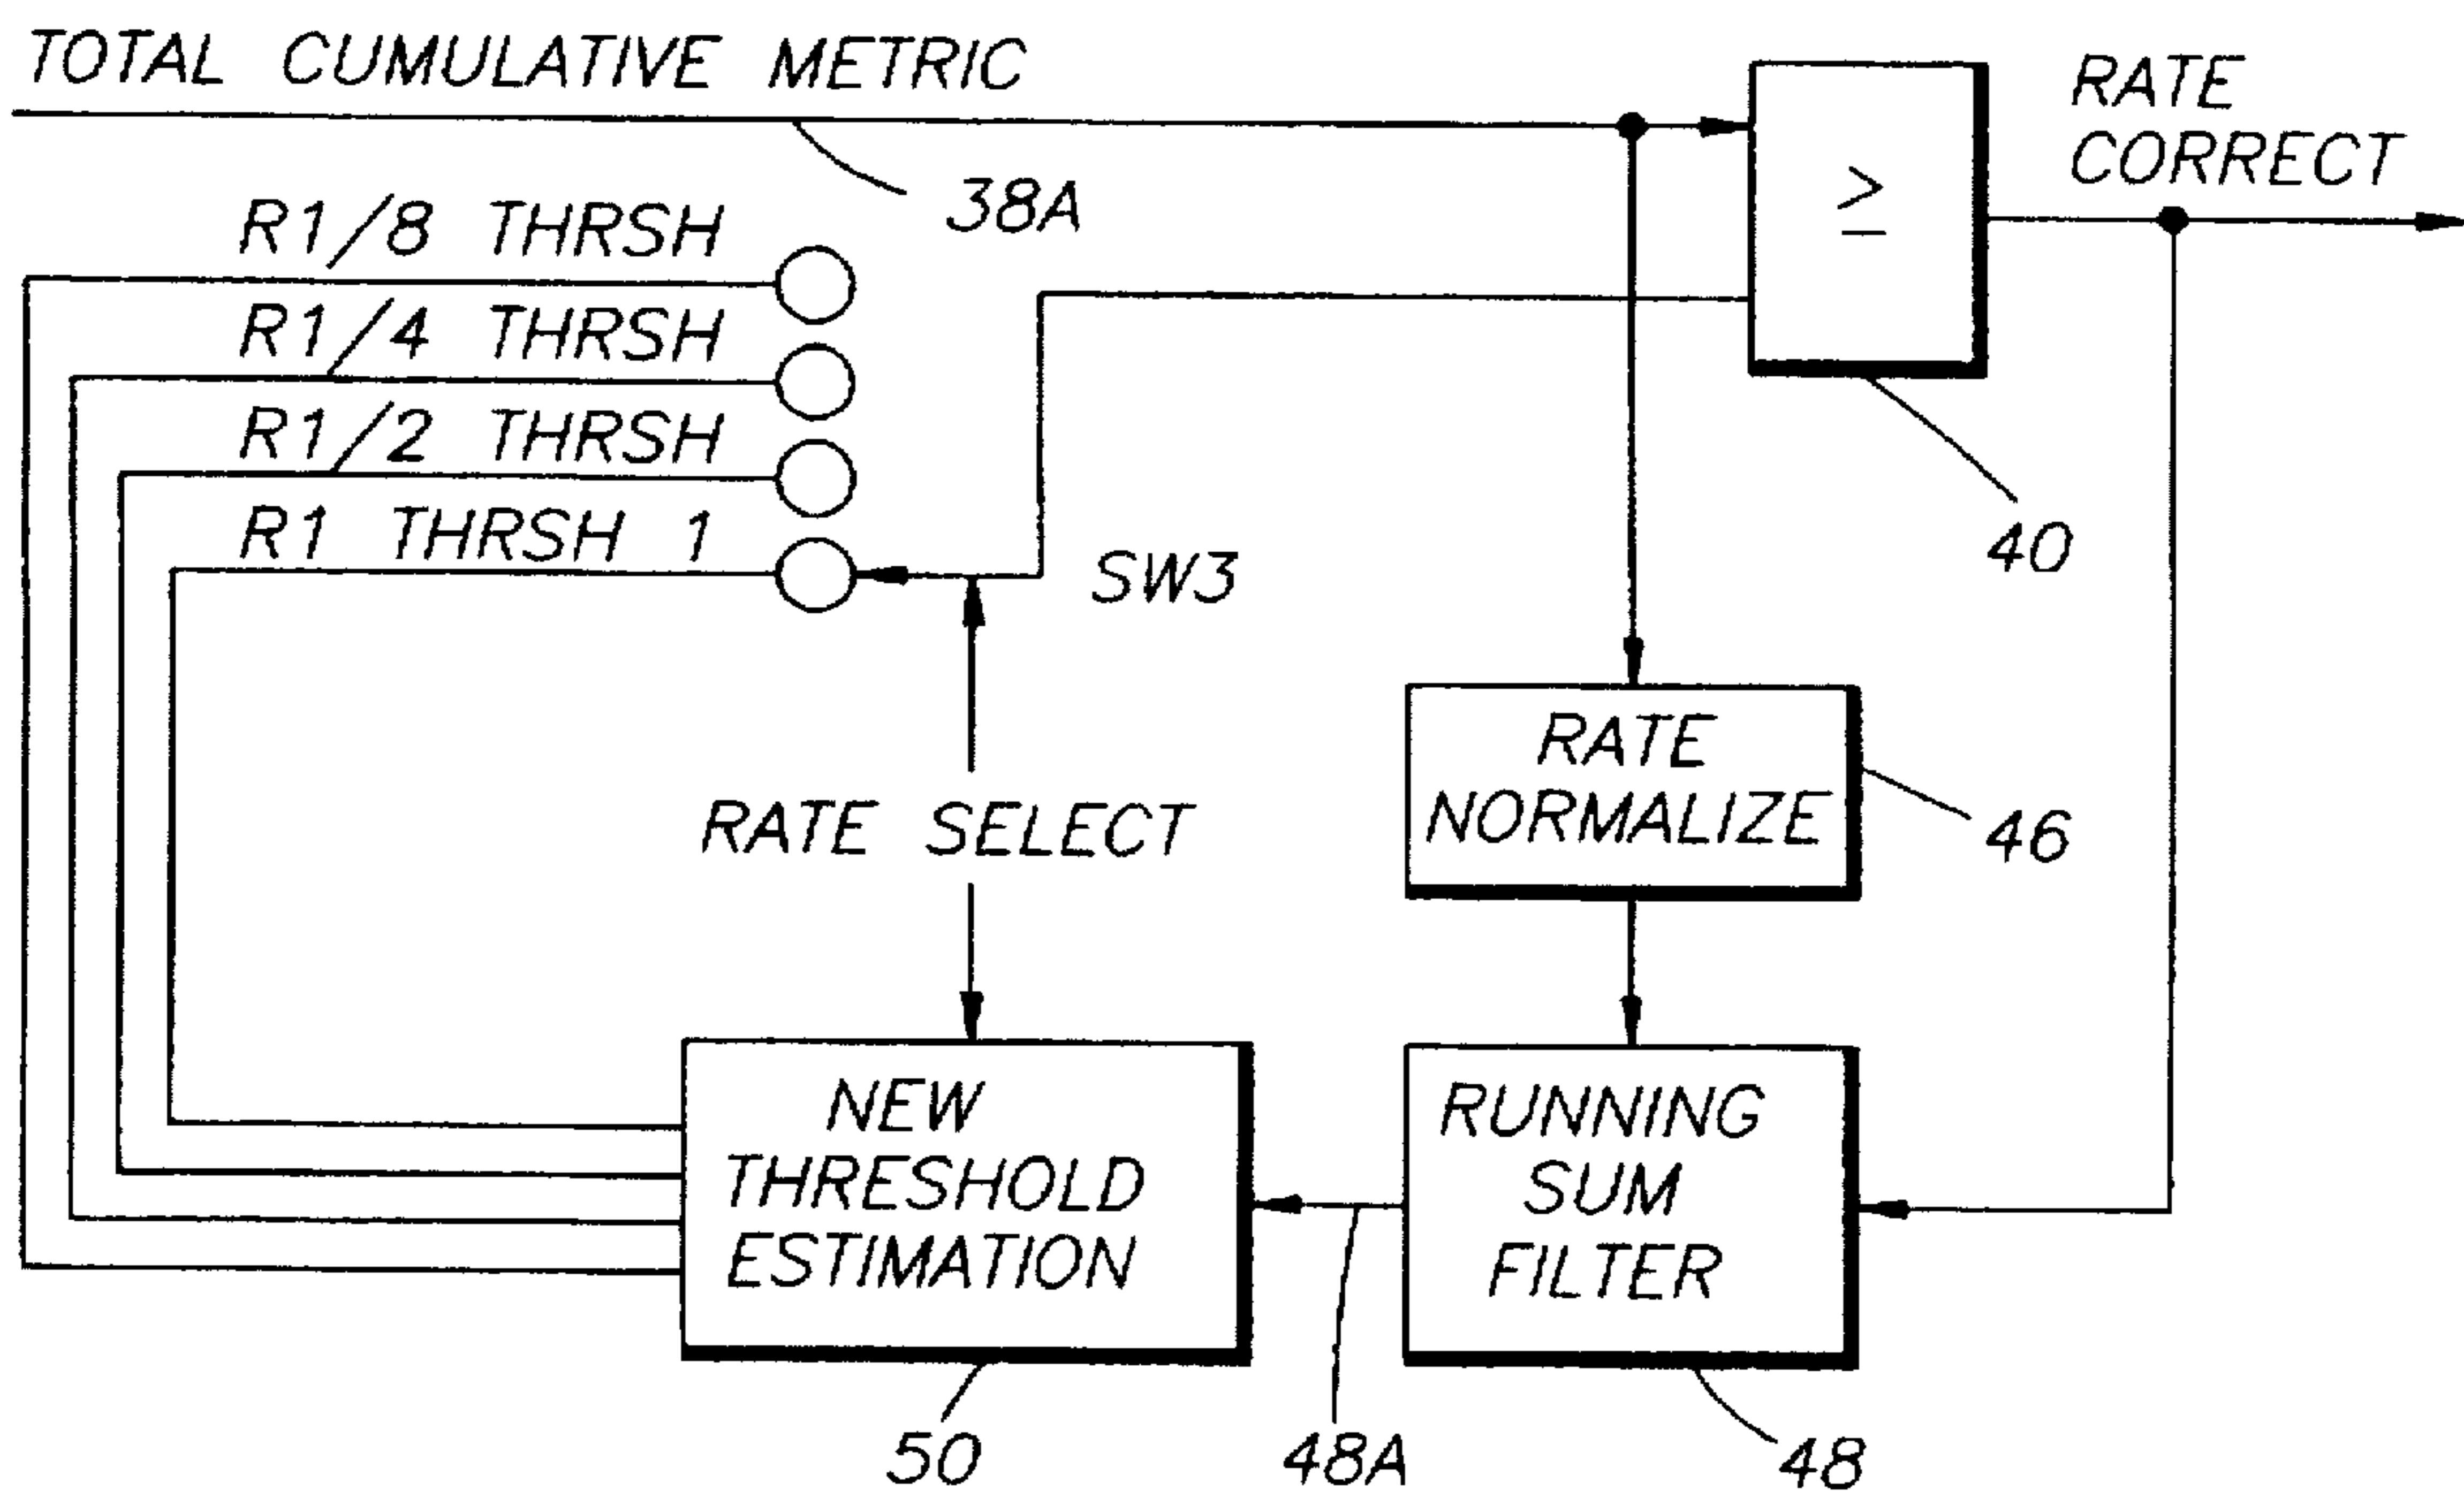 TOTAL CUMULATIVE METRIC
RATE
CORRECT
≥
38A
R1/8 THRSH
R1/4 THRSH
R1/2 THRSH
R1 THRSH 1
SW3
40
RATE
NORMALIZE
46
RATE SELECT
NEW
THRESHOLD
ESTIMATION
RUNNING
SUM
FILTER
50
48A
48